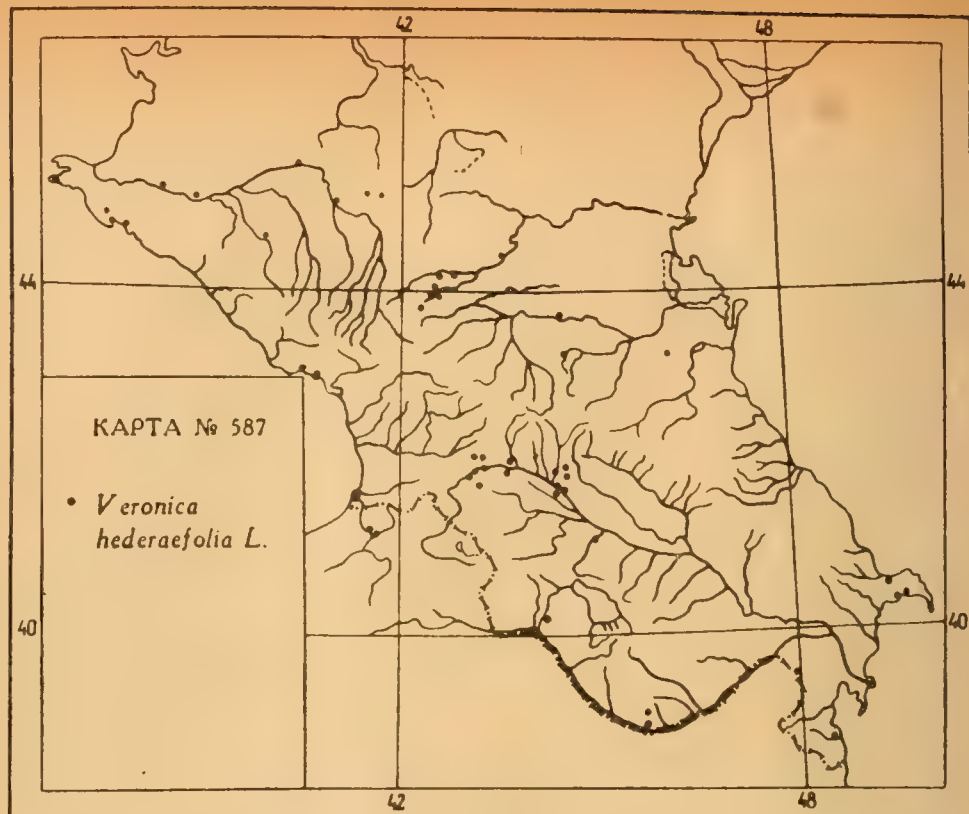 42 48
44 44
КАРТА № 587
• Veronica
hederaefolia L.
40 40
42 48